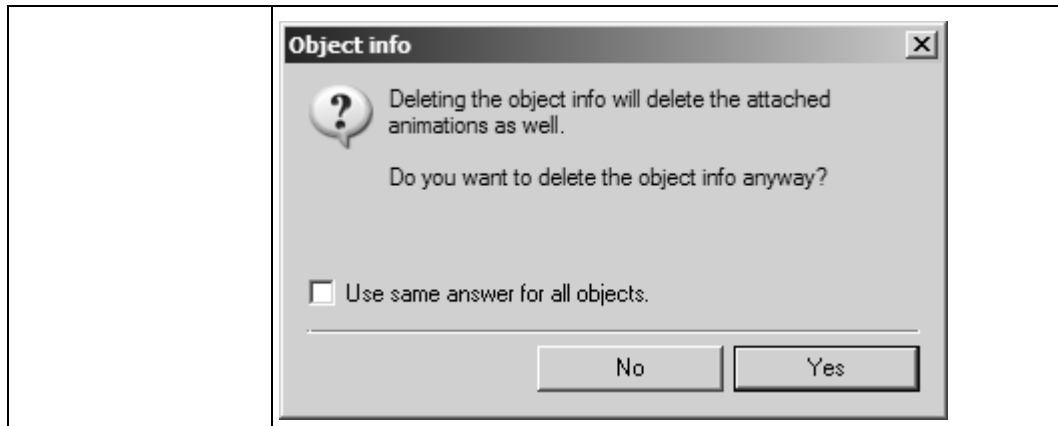 Object info
Deleting the object info will delete the attached
animations as well.
Do you want to delete the object info anyway?
Use same answer for all objects.
No
Yes